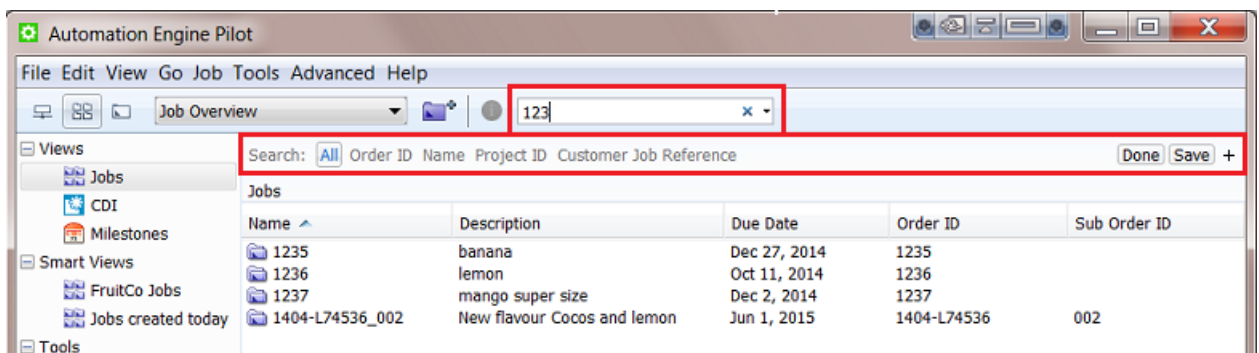 Automation Engine Pilot
File Edit View Go Job Tools Advanced Help
Job Overview 123
Views
Jobs
CDI
Milestones
Smart Views
FruitCo Jobs
Jobs created today
Tools
Search: All Order ID Name Project ID Customer Job Reference Done Save +
Jobs
Name Description Due Date Order ID Sub Order ID
1235 banana Dec 27, 2014 1235
1236 lemon Oct 11, 2014 1236
1237 mango super size Dec 2, 2014 1237
1404-L74536_002 New flavour Cocos and lemon Jun 1, 2015 1404-L74536 002